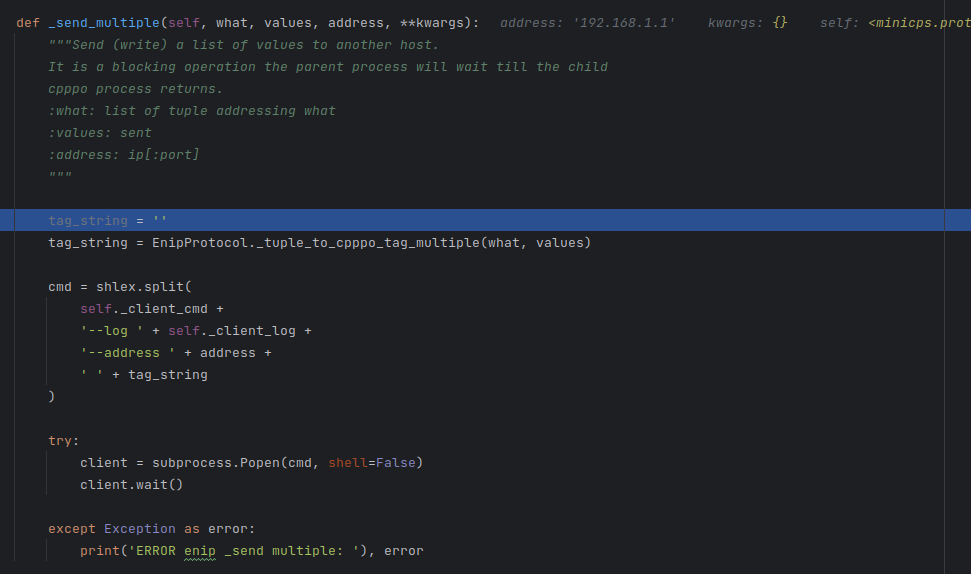 def _send_multiple(self, what, values, address, **kwargs):   address: '192.168.1.1'    kwargs: {}    self: <minicps.prot
    """Send (write) a list of values to another host.
    It is a blocking operation the parent process will wait till the child
    cpppo process returns.
    :what: list of tuple addressing what
    :values: sent
    :address: ip[:port]
    """
    tag_string = ''
    tag_string = EnipProtocol._tuple_to_cpppo_tag_multiple(what, values)
    cmd = shlex.split(
        self._client_cmd +
        '--log ' + self._client_log +
        '--address ' + address +
        ' ' + tag_string
    )
    try:
        client = subprocess.Popen(cmd, shell=False)
        client.wait()
    except Exception as error:
        print('ERROR enip _send multiple: '), error